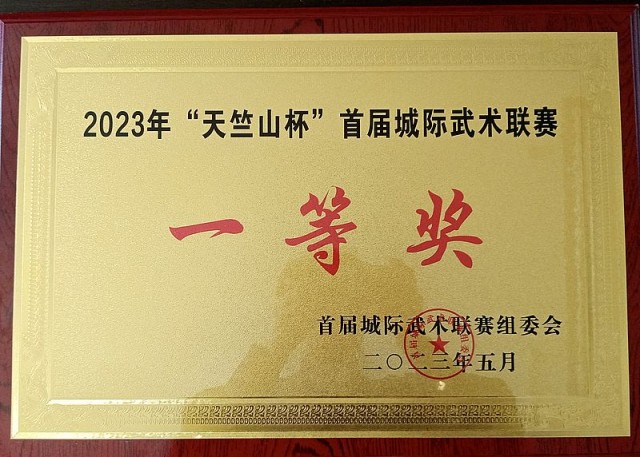 2023年“天竺山杯”首届城际武术联赛
一等奖
首届城际武术联赛组委会
二〇二三年五月